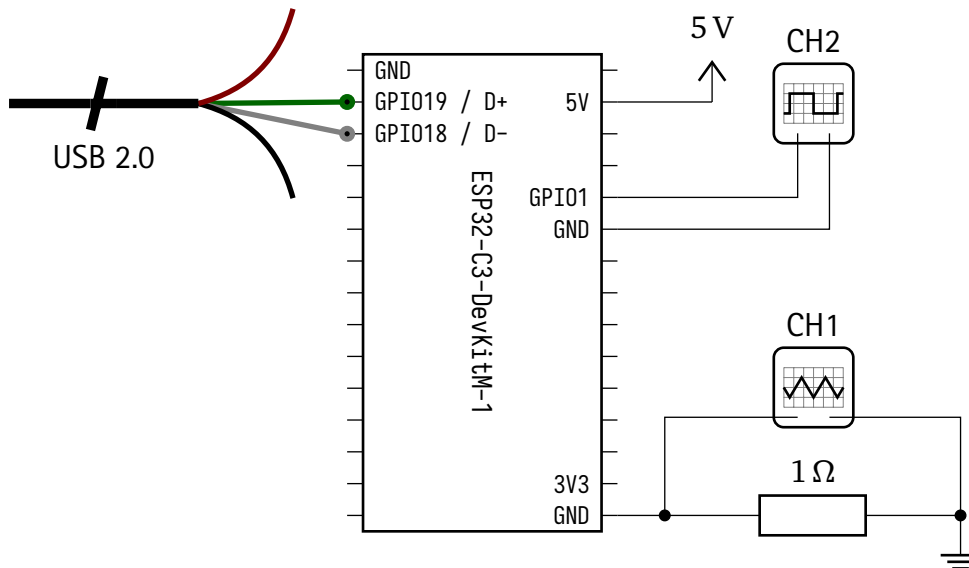 USB 2.0
GND
GPIO19 / D+
GPIO18 / D-
ESP32-C3-DevKitM-1
5V
GPIO1
GND
3V3
GND
5 V
CH2
CH1
1 Ω